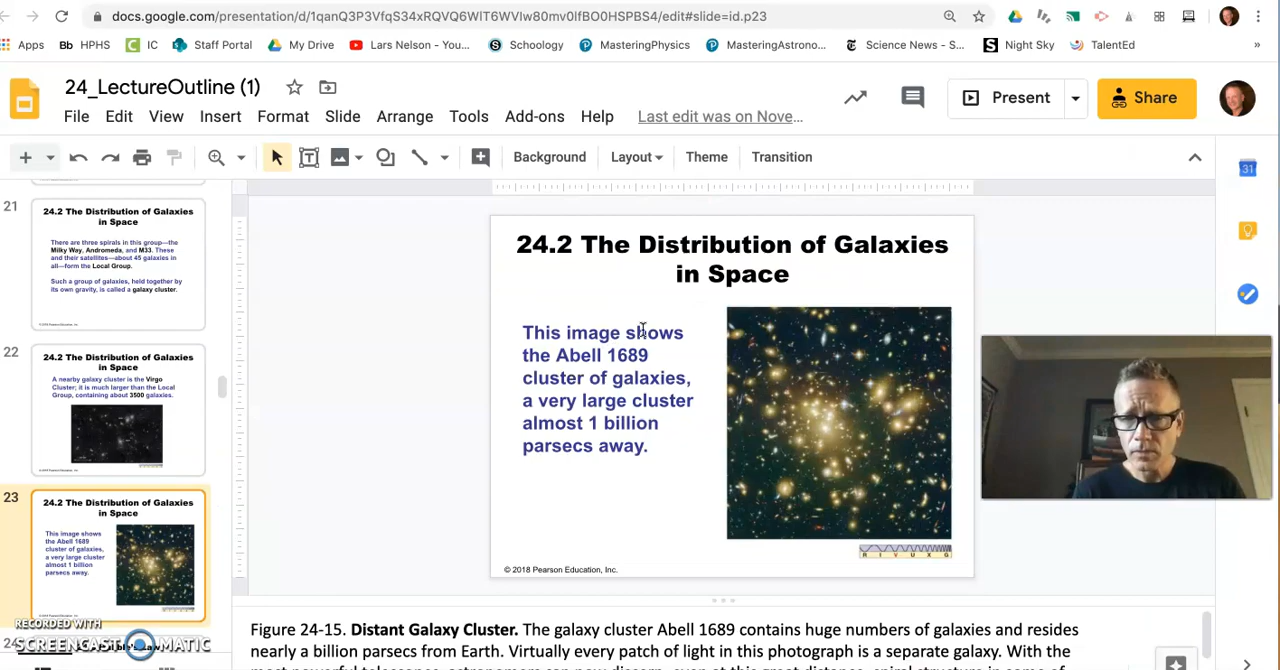 docs.google.com/presentation/d/1qanQ3P3VfqS34xRQVQ6WlT6WVIw80mv0lfBO0HSPBS4/edit#slide=id.p23
Apps Bb HPHS C IC Staff Portal My Drive Lars Nelson - You... S Schoology P MasteringPhysics P MasteringAstrono... Science News - S... S Night Sky TalentEd »
24_LectureOutline (1)
Present Share
File Edit View Insert Format Slide Arrange Tools Add-ons Help Last edit was on Nove...
Background Layout Theme Transition
31
21
24.2 The Distribution of Galaxies
in Space
There are three spirals in this group—the
Milky Way, Andromeda, and M33. These
and their satellites—about 45 galaxies in
all—form the Local Group.
Such a group of galaxies, held together by
its own gravity, is called a galaxy cluster.
22
24.2 The Distribution of Galaxies
in Space
A nearby galaxy cluster is the Virgo
Cluster; it is much larger than the Local
Group, containing about 3500 galaxies.
23
24.2 The Distribution of Galaxies
in Space
This image shows
the Abell 1689
cluster of galaxies,
a very large cluster
almost 1 billion
parsecs away.
24.2 The Distribution of Galaxies
in Space
This image shows
the Abell 1689
cluster of galaxies,
a very large cluster
almost 1 billion
parsecs away.
R I V U X G
© 2018 Pearson Education, Inc.
RECORDED WITH
SCREENCAST MATIC
Figure 24-15. Distant Galaxy Cluster. The galaxy cluster Abell 1689 contains huge numbers of galaxies and resides
nearly a billion parsecs from Earth. Virtually every patch of light in this photograph is a separate galaxy. With the